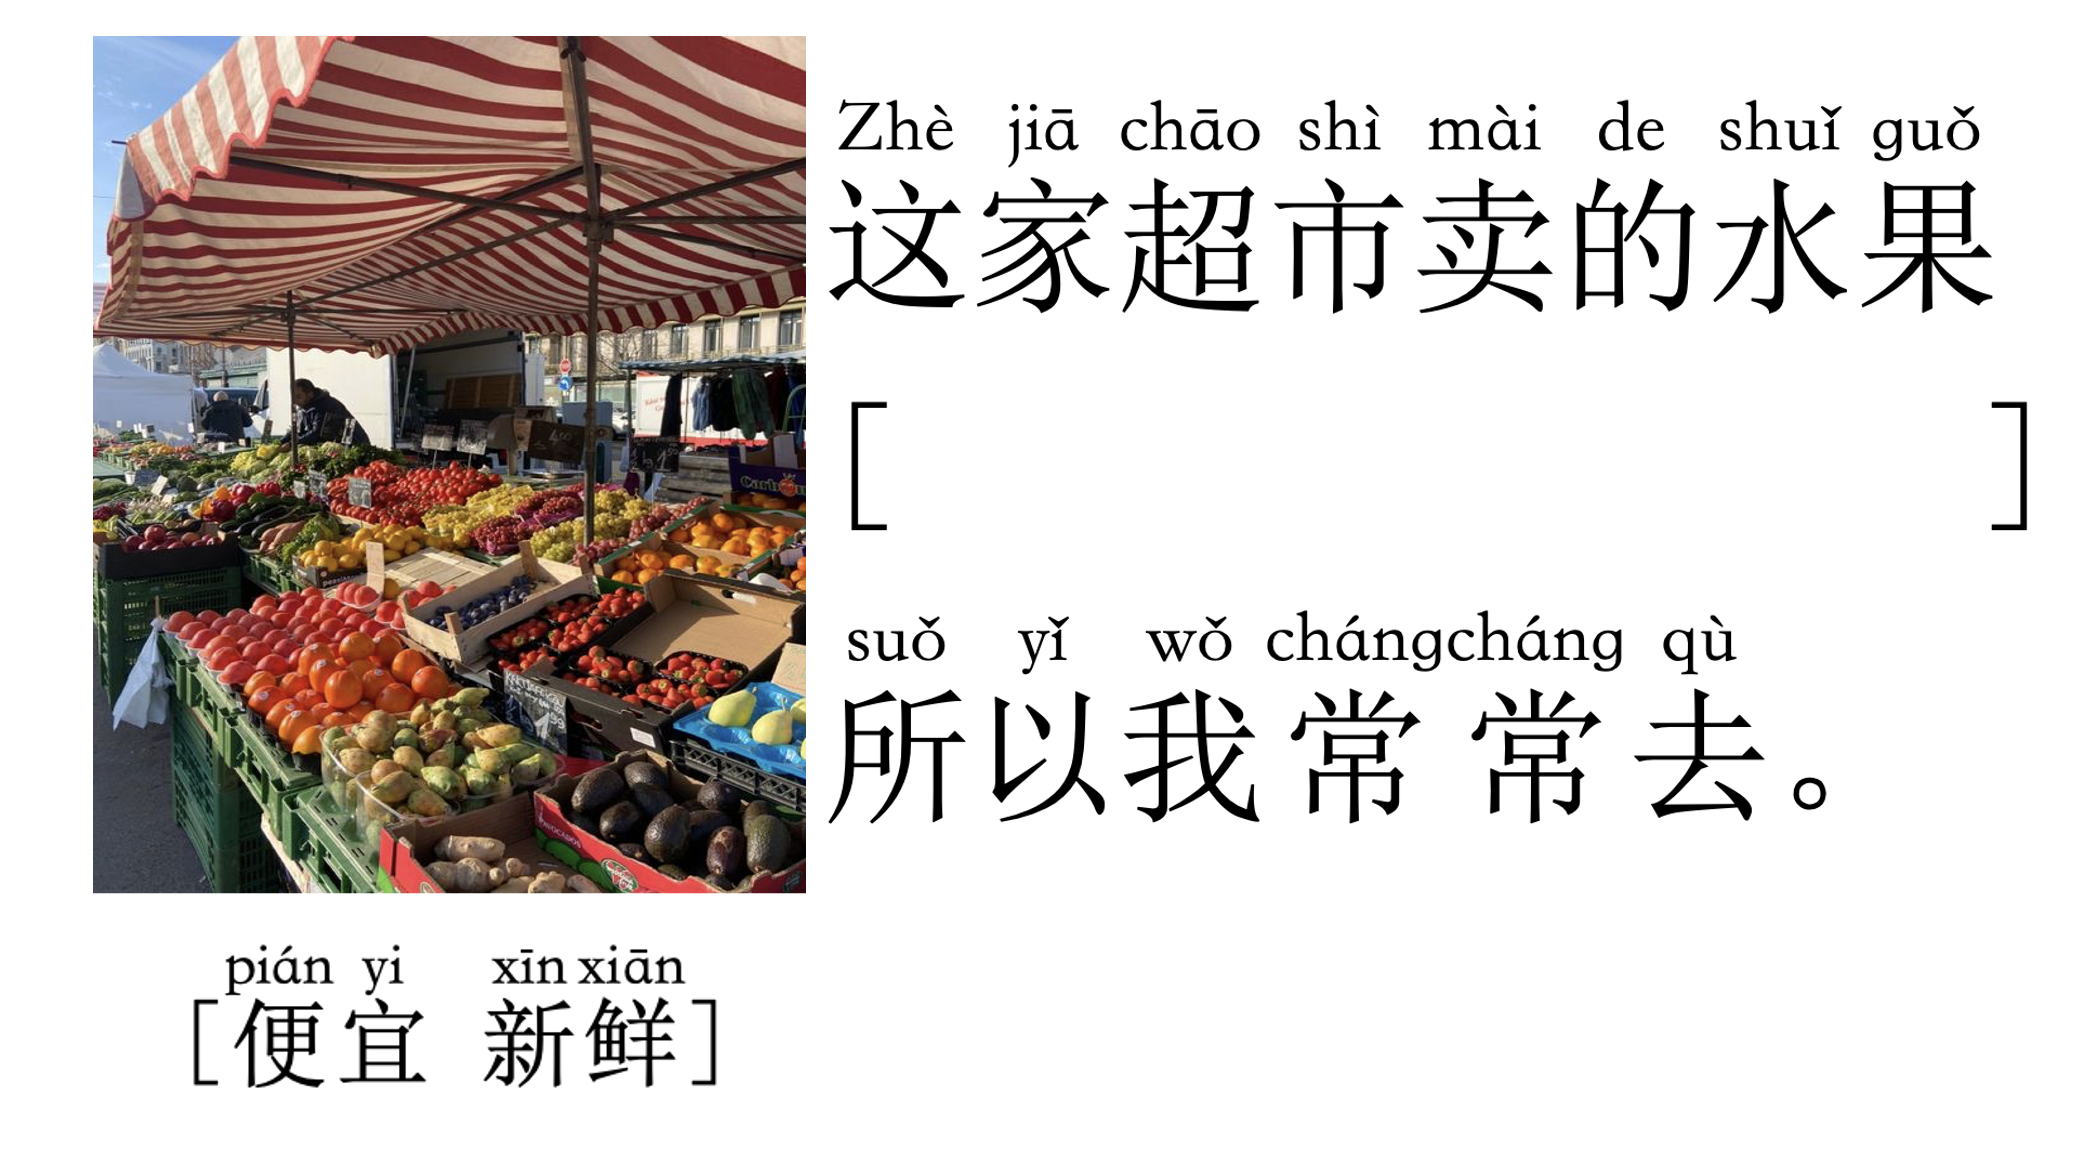 Zhè jiā chāo shì mài de shuǐ guǒ
这家超市卖的水果
[ ]
suǒ yǐ wǒ chángcháng qù
所以我常常去。
pián yi xīn xiān
[便宜 新鲜]